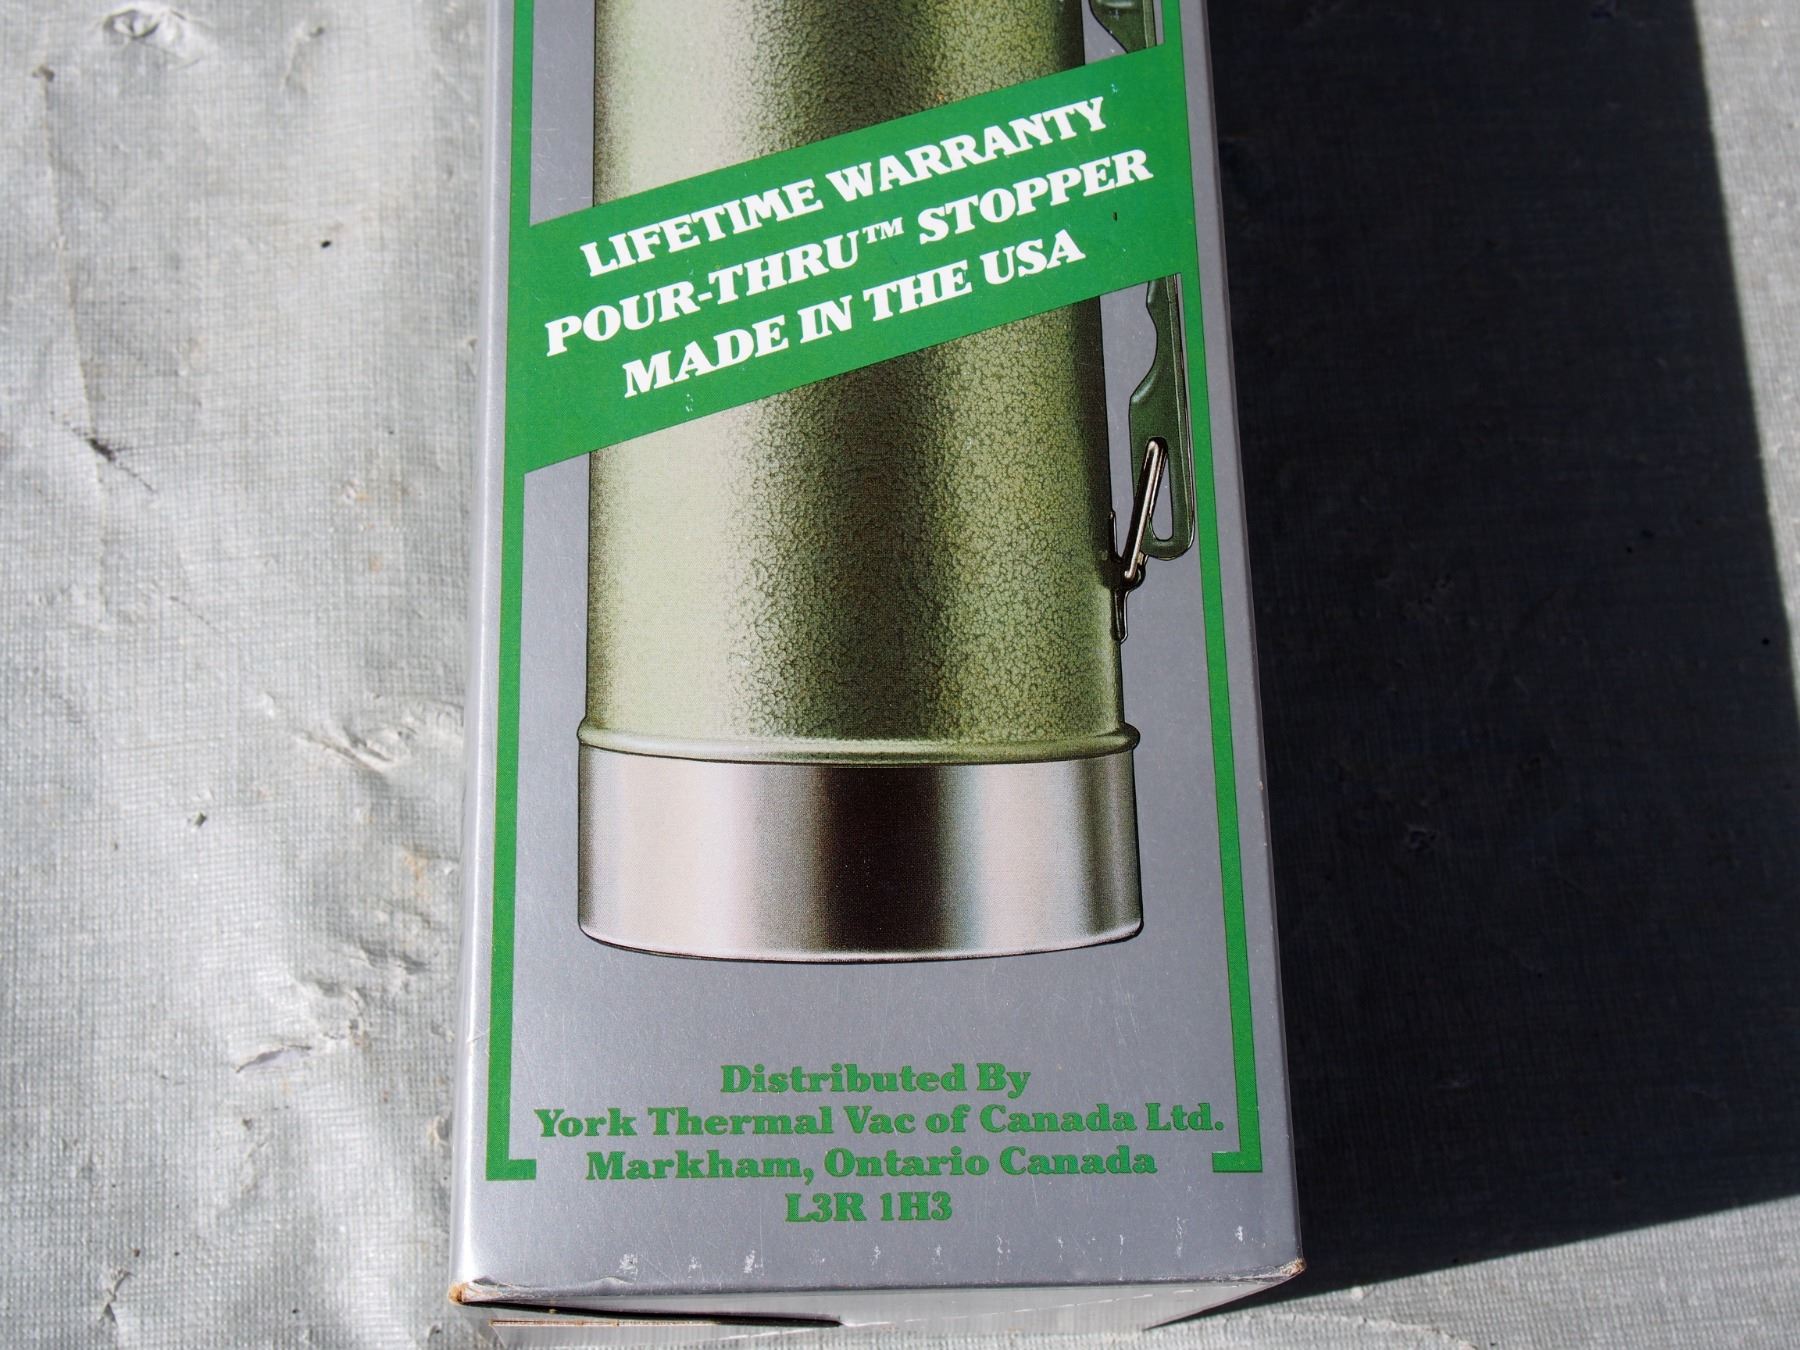 LIFETIME WARRANTY
POUR-THRU™ STOPPER
MADE IN THE USA
Distributed By
York Thermal Vac of Canada Ltd.
Markham, Ontario Canada
L3R 1H3